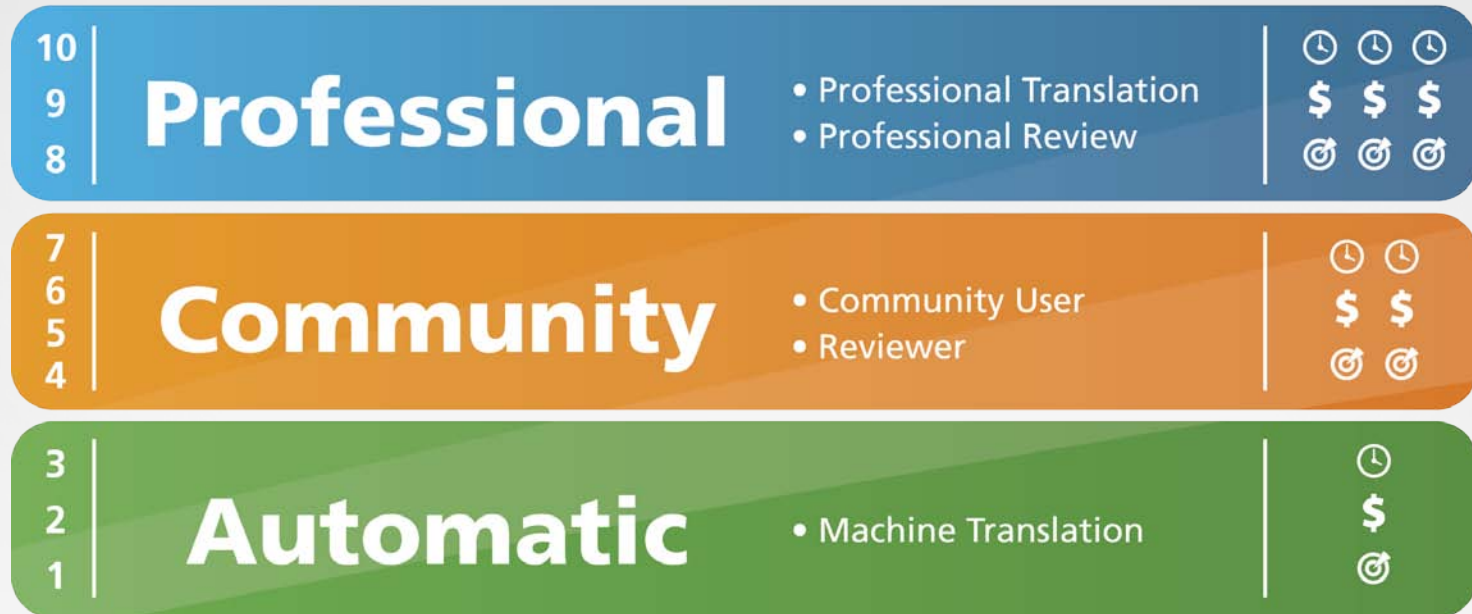 10
9
8
Professional
• Professional Translation
• Professional Review
$ $ $
7
6
5
4
Community
• Community User
• Reviewer
$ $
3
2
1
Automatic
• Machine Translation
$